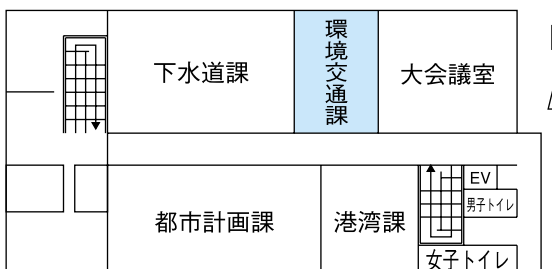 下水道課
環境交通課
大会議室
都市計画課
港湾課
EV
男子トイレ
女子トイレ